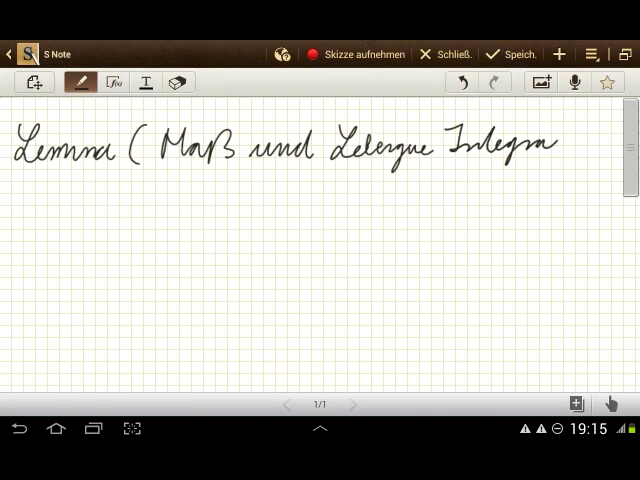 S Note
Skizze aufnehmen
Schließ.
Speich.
f(x)
T
Lemma ( Maß und Lebesgue Integra
1/1
19:15